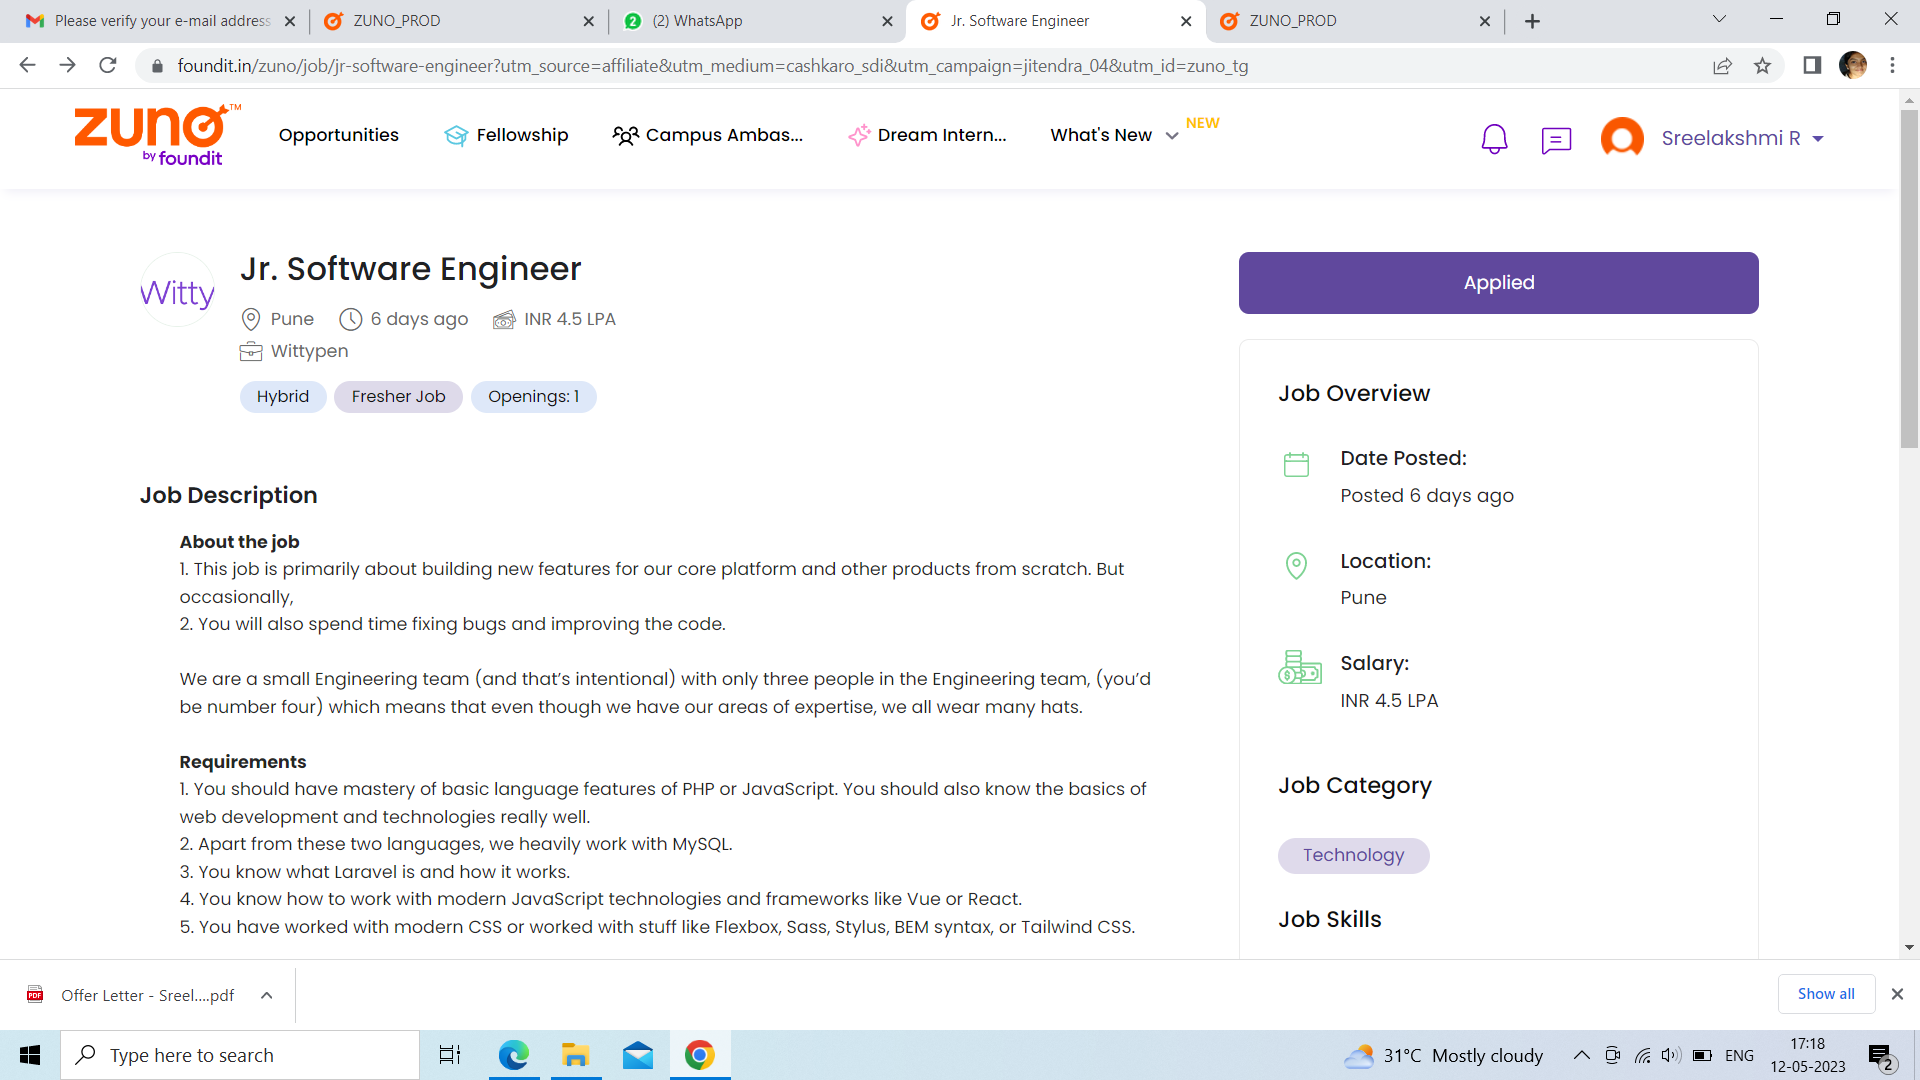 Please verify your e-mail address
ZUNO_PROD
(2) WhatsApp
Jr. Software Engineer
ZUNO_PROD
foundit.in/zuno/job/jr-software-engineer?utm_source=affiliate&utm_medium=cashkaro_sdi&utm_campaign=jitendra_04&utm_id=zuno_tg
zuno™
by foundit
Opportunities
Fellowship
Campus Ambas...
Dream Intern...
What's New
NEW
Sreelakshmi R
Witty
Jr. Software Engineer
Pune
6 days ago
INR 4.5 LPA
Wittypen
Hybrid
Fresher Job
Openings: 1
Applied
Job Description
About the job
1. This job is primarily about building new features for our core platform and other products from scratch. But
occasionally,
2. You will also spend time fixing bugs and improving the code.
We are a small Engineering team (and that’s intentional) with only three people in the Engineering team, (you’d
be number four) which means that even though we have our areas of expertise, we all wear many hats.
Requirements
1. You should have mastery of basic language features of PHP or JavaScript. You should also know the basics of
web development and technologies really well.
2. Apart from these two languages, we heavily work with MySQL.
3. You know what Laravel is and how it works.
4. You know how to work with modern JavaScript technologies and frameworks like Vue or React.
5. You have worked with modern CSS or worked with stuff like Flexbox, Sass, Stylus, BEM syntax, or Tailwind CSS.
Job Overview
Date Posted:
Posted 6 days ago
Location:
Pune
Salary:
INR 4.5 LPA
Job Category
Technology
Job Skills
PDF
Offer Letter - Sreel....pdf
Show all
Type here to search
31°C Mostly cloudy
ENG
17:18
12-05-2023
2